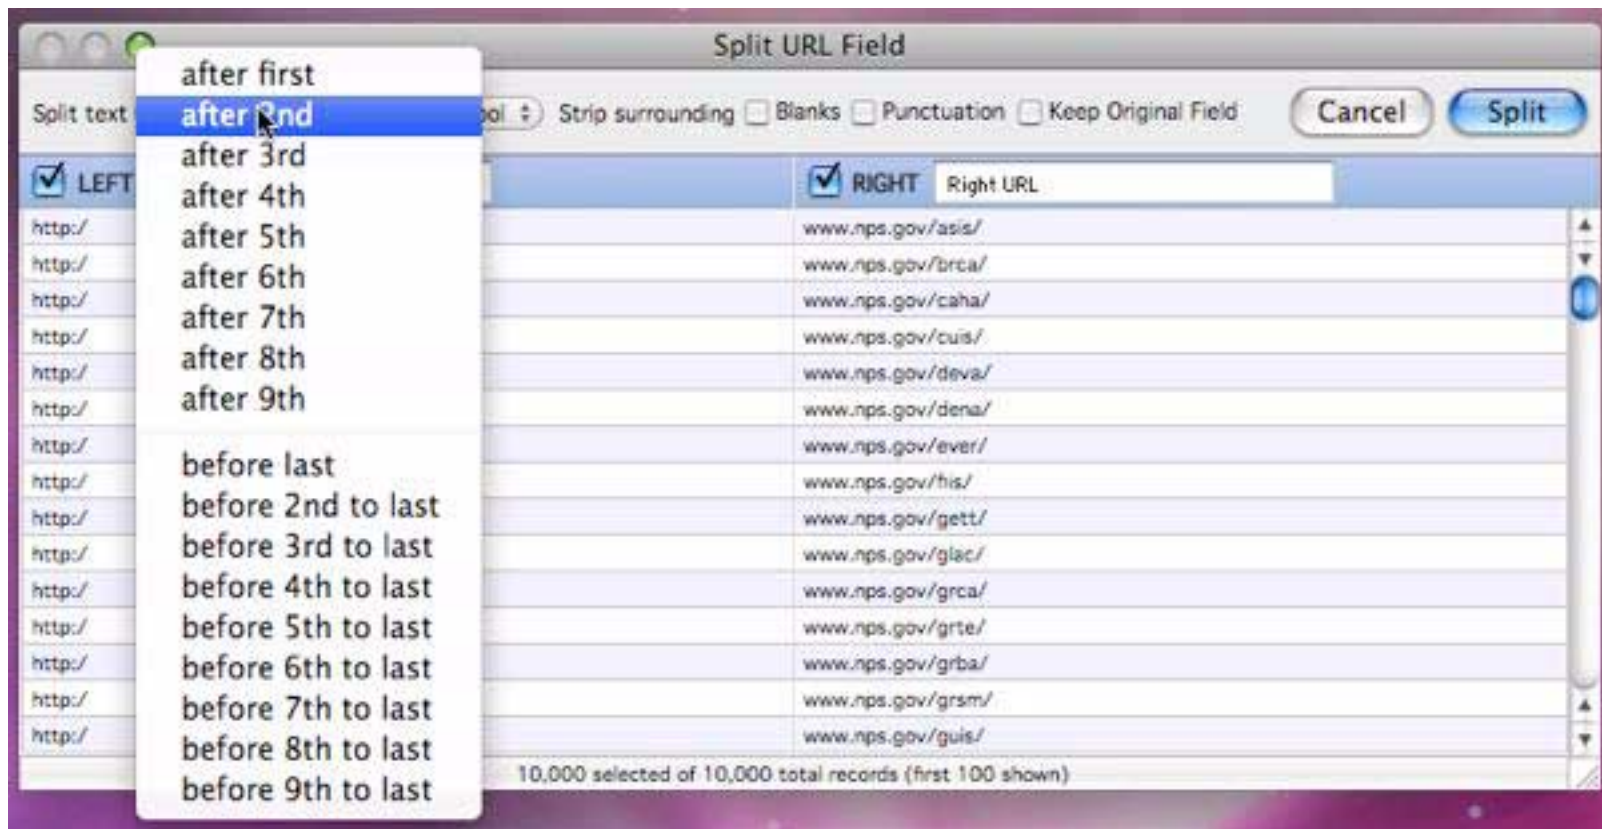 Split URL Field
Split text
ool
Strip surrounding
Blanks
Punctuation
Keep Original Field
Cancel
Split
after first
after 2nd
after 3rd
after 4th
after 5th
after 6th
after 7th
after 8th
after 9th
before last
before 2nd to last
before 3rd to last
before 4th to last
before 5th to last
before 6th to last
before 7th to last
before 8th to last
before 9th to last
LEFT
RIGHT
Right URL
http:/ www.nps.gov/asis/
http:/ www.nps.gov/brca/
http:/ www.nps.gov/caha/
http:/ www.nps.gov/cuis/
http:/ www.nps.gov/deva/
http:/ www.nps.gov/dena/
http:/ www.nps.gov/ever/
http:/ www.nps.gov/fiis/
http:/ www.nps.gov/gett/
http:/ www.nps.gov/glac/
http:/ www.nps.gov/grca/
http:/ www.nps.gov/grte/
http:/ www.nps.gov/grba/
http:/ www.nps.gov/grsm/
http:/ www.nps.gov/guis/
10,000 selected of 10,000 total records (first 100 shown)